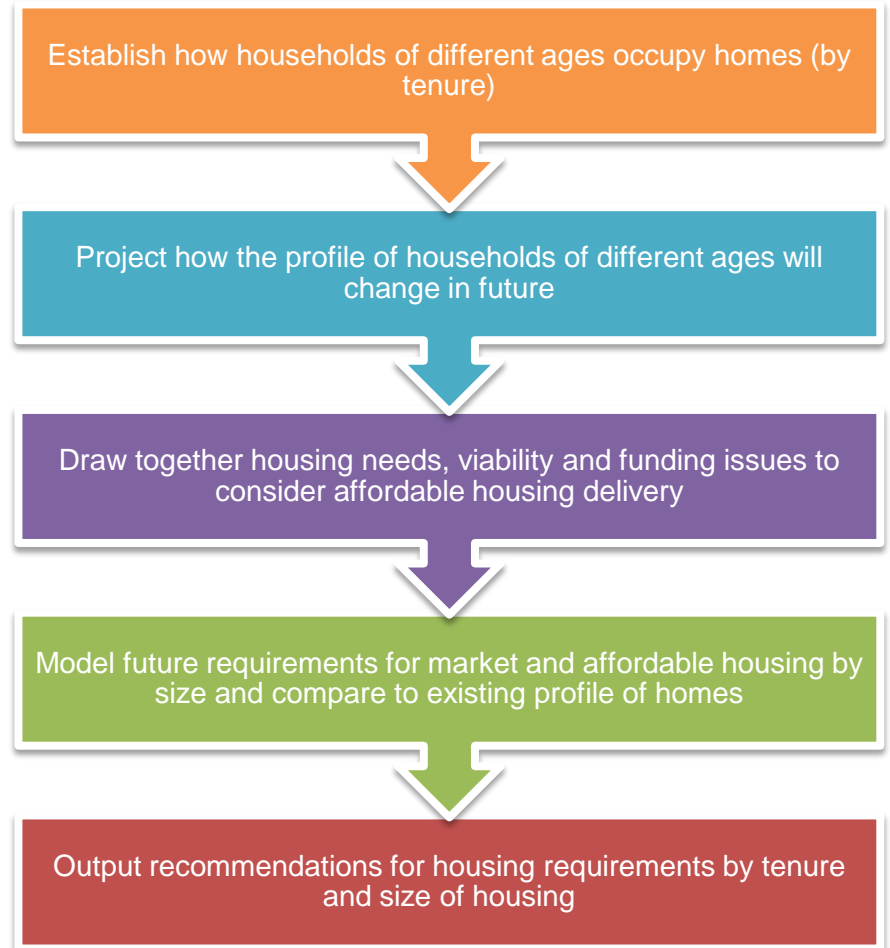 Establish how households of different ages occupy homes (by
tenure)
Project how the profile of households of different ages will
change in future
Draw together housing needs, viability and funding issues to
consider affordable housing delivery
Model future requirements for market and affordable housing by
size and compare to existing profile of homes
Output recommendations for housing requirements by tenure
and size of housing